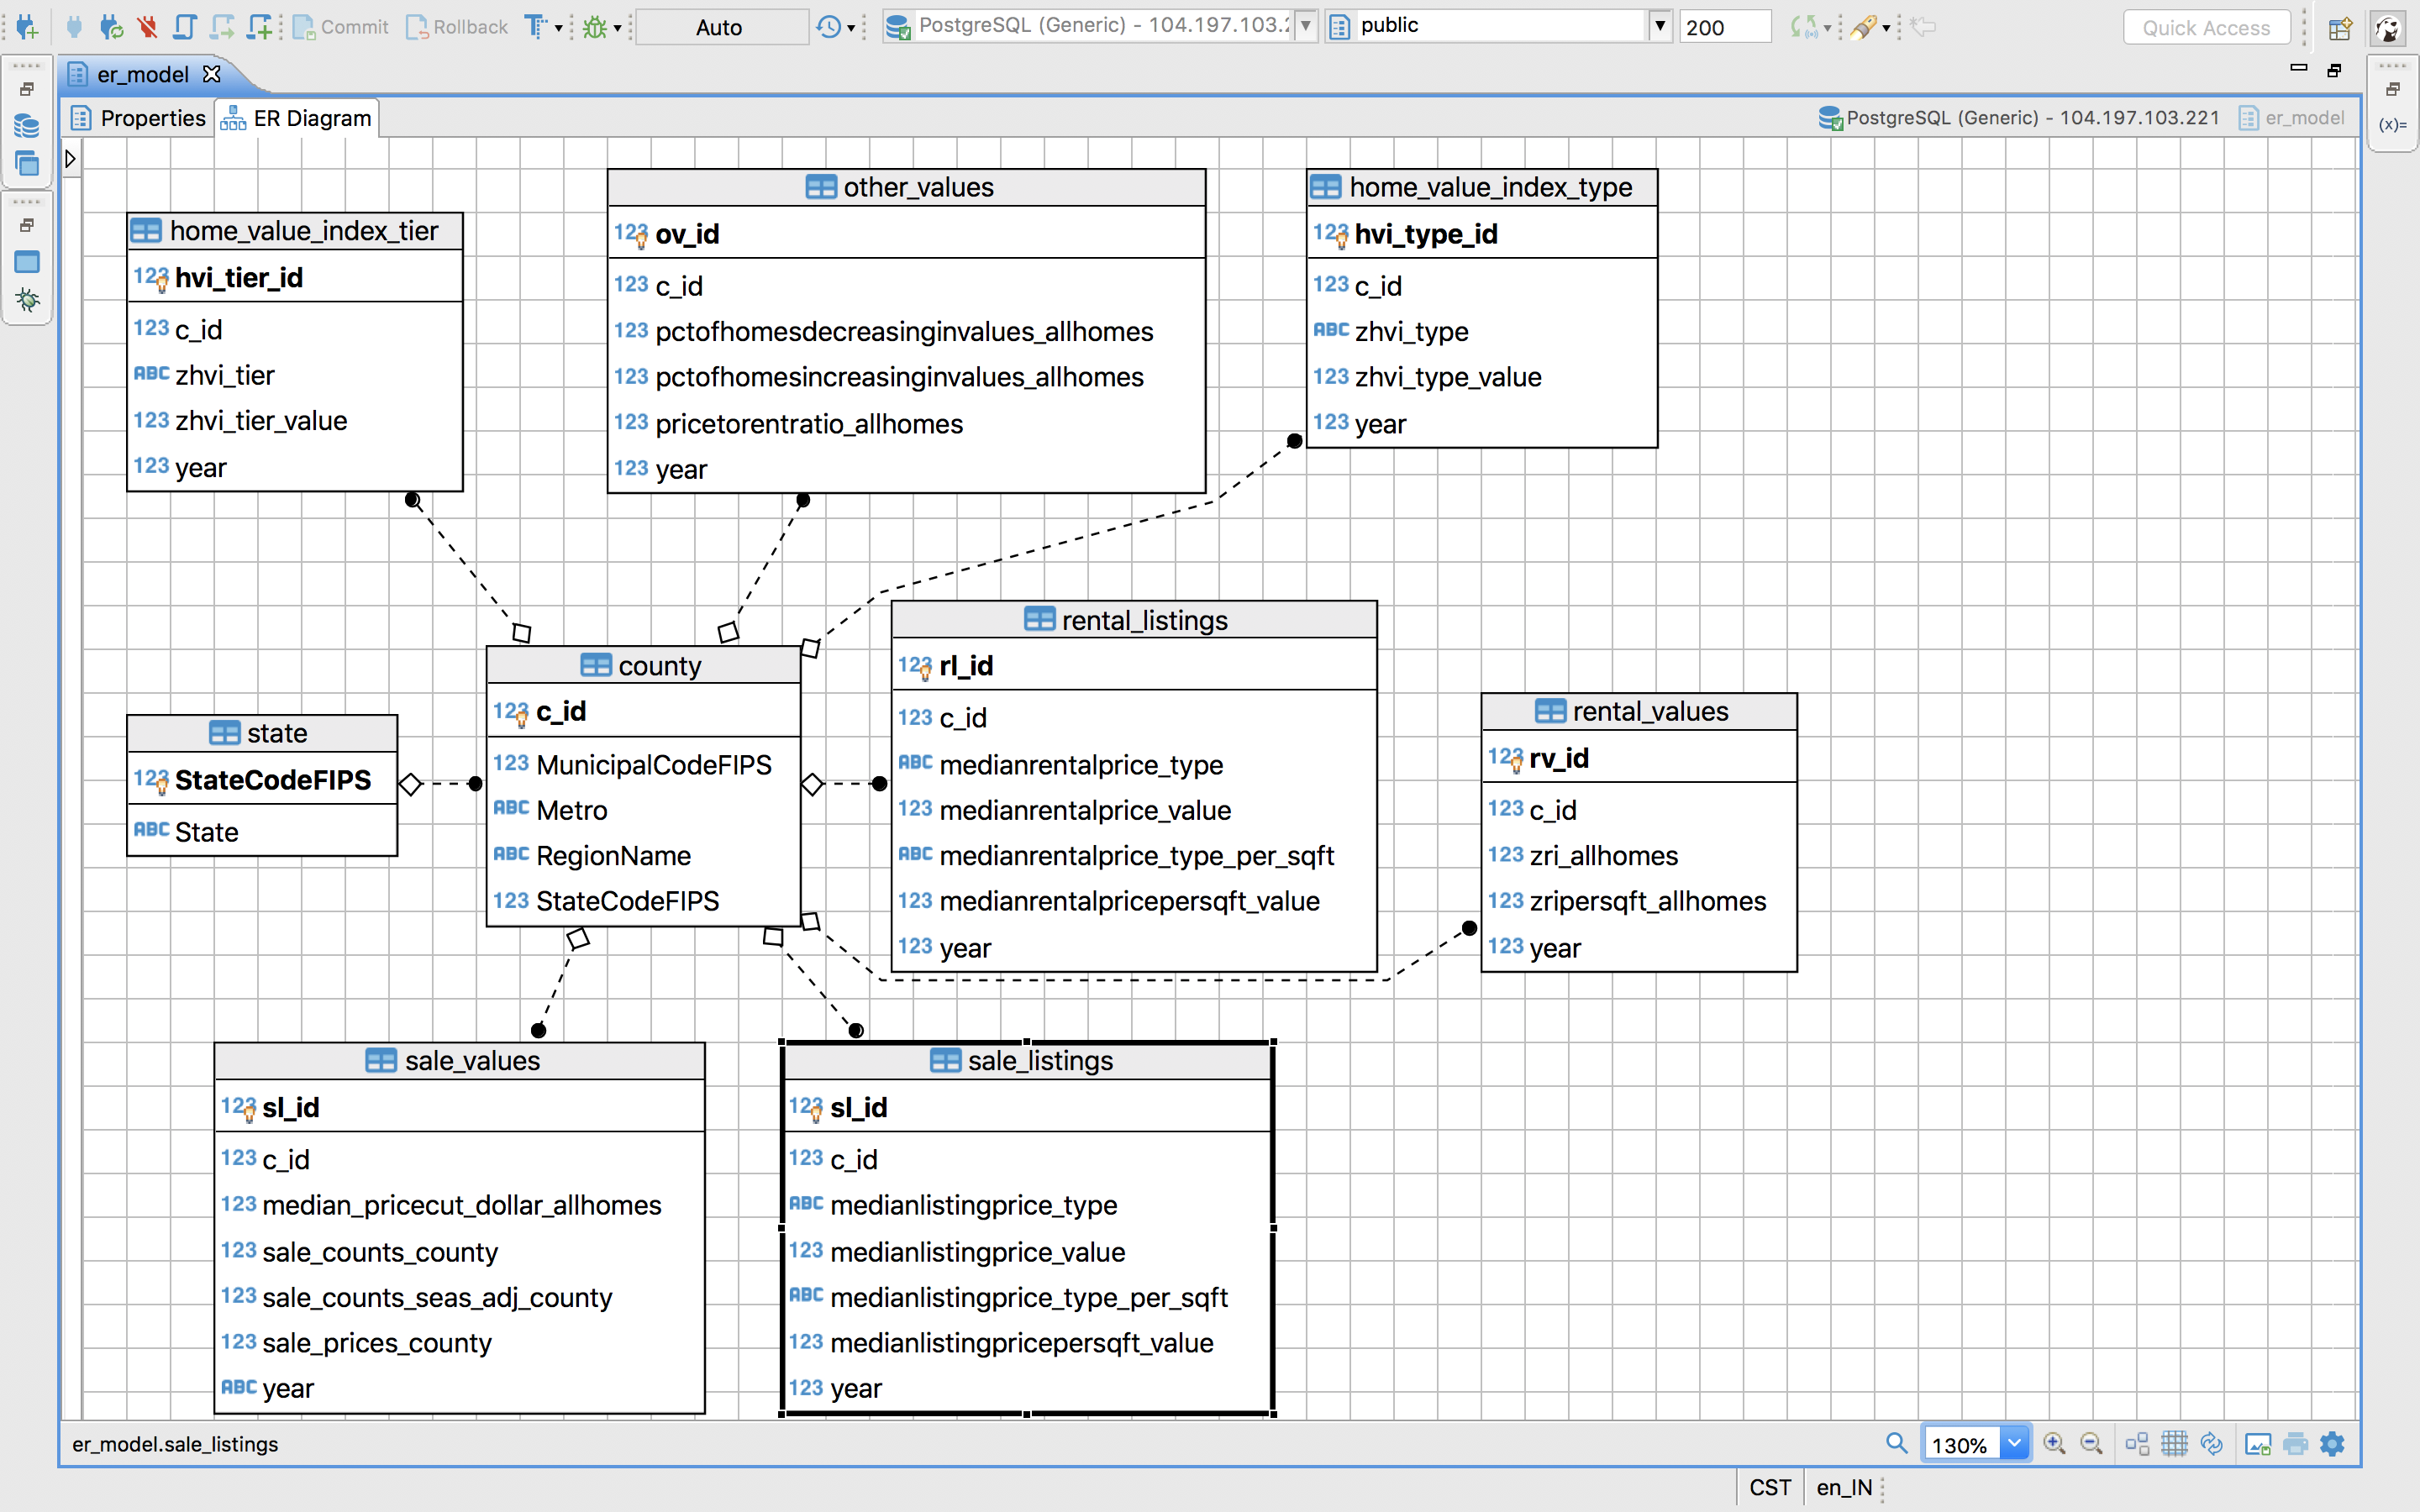 Commit
Rollback
Auto
PostgreSQL (Generic) - 104.197.103.2
public
200
Quick Access
er_model
Properties
ER Diagram
PostgreSQL (Generic) - 104.197.103.221
er_model
(x)=
home_value_index_tier
123 hvi_tier_id
123 c_id
ABC zhvi_tier
123 zhvi_tier_value
123 year
other_values
123 ov_id
123 c_id
123 pctofhomesdecreasinginvalues_allhomes
123 pctofhomesincreasinginvalues_allhomes
123 pricetorentratio_allhomes
123 year
home_value_index_type
123 hvi_type_id
123 c_id
ABC zhvi_type
123 zhvi_type_value
123 year
state
123 StateCodeFIPS
ABC State
county
123 c_id
123 MunicipalCodeFIPS
ABC Metro
ABC RegionName
123 StateCodeFIPS
rental_listings
123 rl_id
123 c_id
ABC medianrentalprice_type
123 medianrentalprice_value
ABC medianrentalprice_type_per_sqft
123 medianrentalpricepersqft_value
123 year
rental_values
123 rv_id
123 c_id
123 zri_allhomes
123 zripersqft_allhomes
123 year
sale_values
123 sl_id
123 c_id
123 median_pricecut_dollar_allhomes
123 sale_counts_county
123 sale_counts_seas_adj_county
123 sale_prices_county
ABC year
sale_listings
123 sl_id
123 c_id
ABC medianlistingprice_type
123 medianlistingprice_value
ABC medianlistingprice_type_per_sqft
123 medianlistingpricepersqft_value
123 year
er_model.sale_listings
130%
CST
en_IN